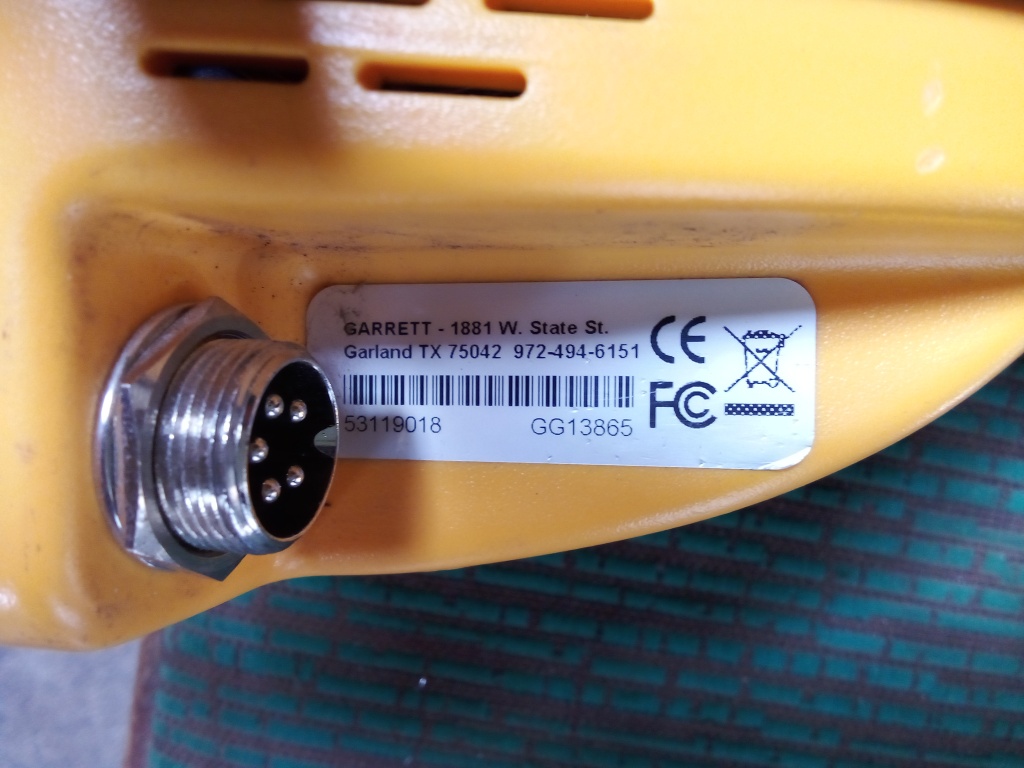 GARRETT - 1881 W. State St.
Garland TX 75042 972-494-6151
CE
FC
53119018 GG13865